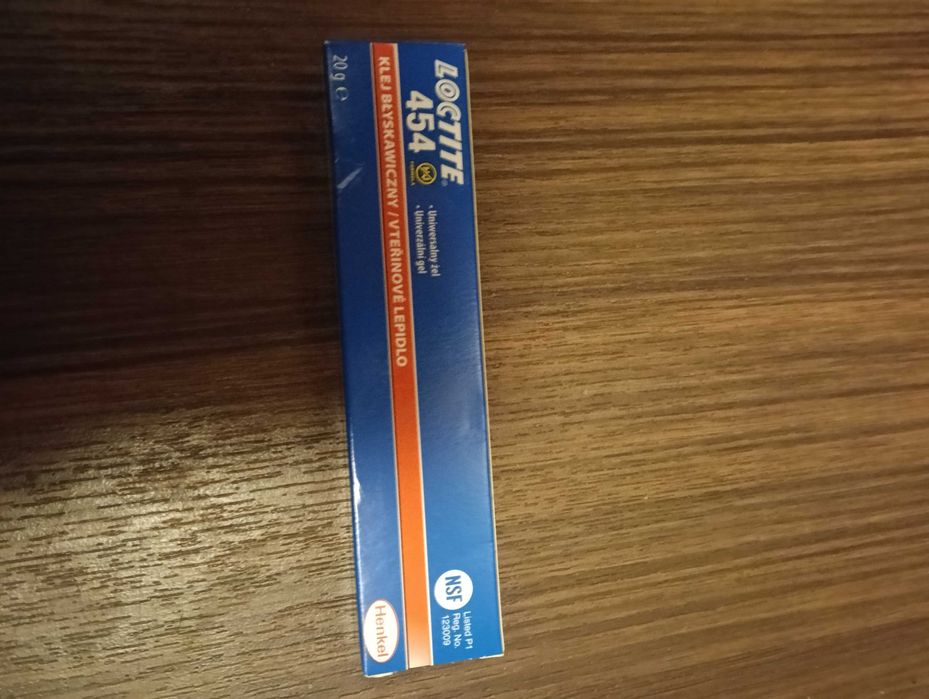 LOCTITE®
454
• Uniwersalny żel
• Univerzální gel
KLEJ BŁYSKAWICZNY / VTEŘINOVÉ LEPIDLO
20 g ℮
NSF
Listed P1
Reg. No.
123009
Henkel